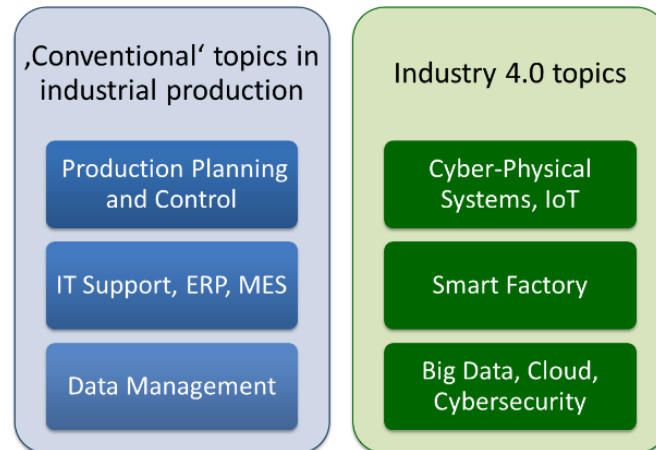 ‚Conventional‘ topics in
industrial production
Production Planning
and Control
IT Support, ERP, MES
Data Management
Industry 4.0 topics
Cyber-Physical
Systems, IoT
Smart Factory
Big Data, Cloud,
Cybersecurity